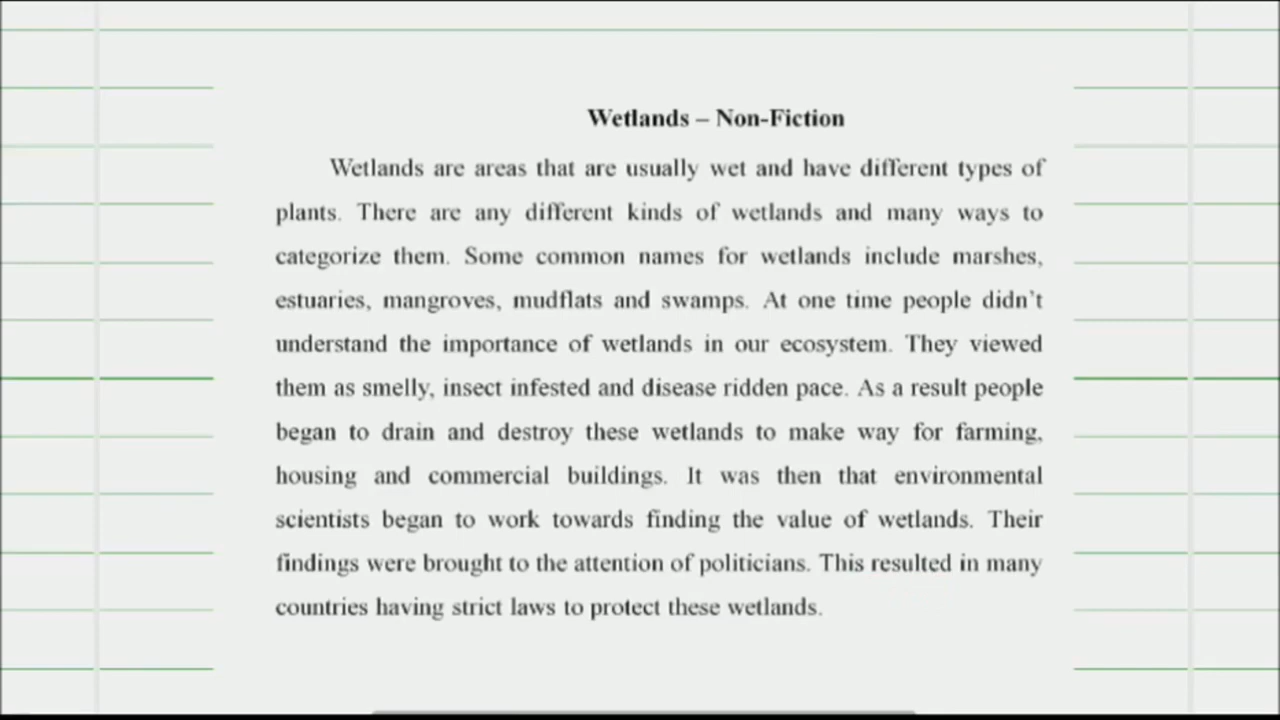 Wetlands – Non-Fiction
Wetlands are areas that are usually wet and have different types of
plants. There are any different kinds of wetlands and many ways to
categorize them. Some common names for wetlands include marshes,
estuaries, mangroves, mudflats and swamps. At one time people didn't
understand the importance of wetlands in our ecosystem. They viewed
them as smelly, insect infested and disease ridden pace. As a result people
began to drain and destroy these wetlands to make way for farming,
housing and commercial buildings. It was then that environmental
scientists began to work towards finding the value of wetlands. Their
findings were brought to the attention of politicians. This resulted in many
countries having strict laws to protect these wetlands.